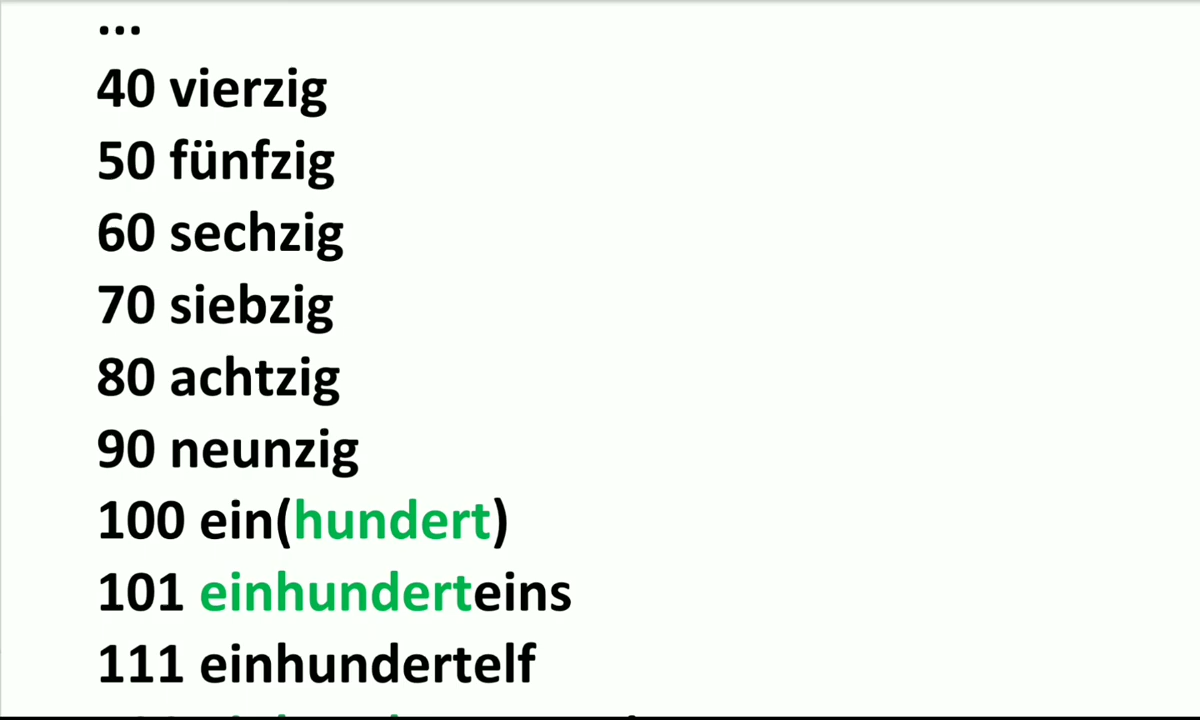 ...
40 vierzig
50 fünfzig
60 sechzig
70 siebzig
80 achtzig
90 neunzig
100 ein(hundert)
101 einhunderteins
111 einhundertelf